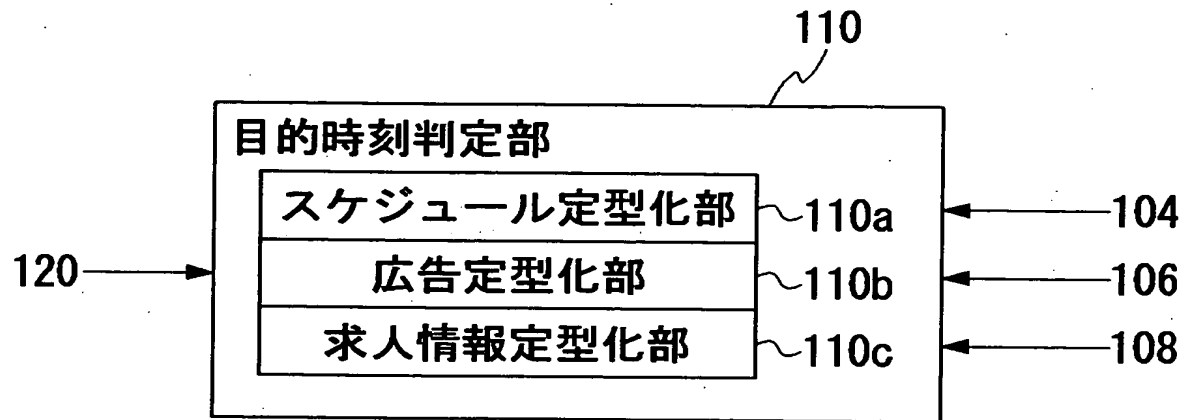 110
目的時刻判定部
スケジュール定型化部 110a 104
120 広告定型化部 110b 106
求人情報定型化部 110c 108